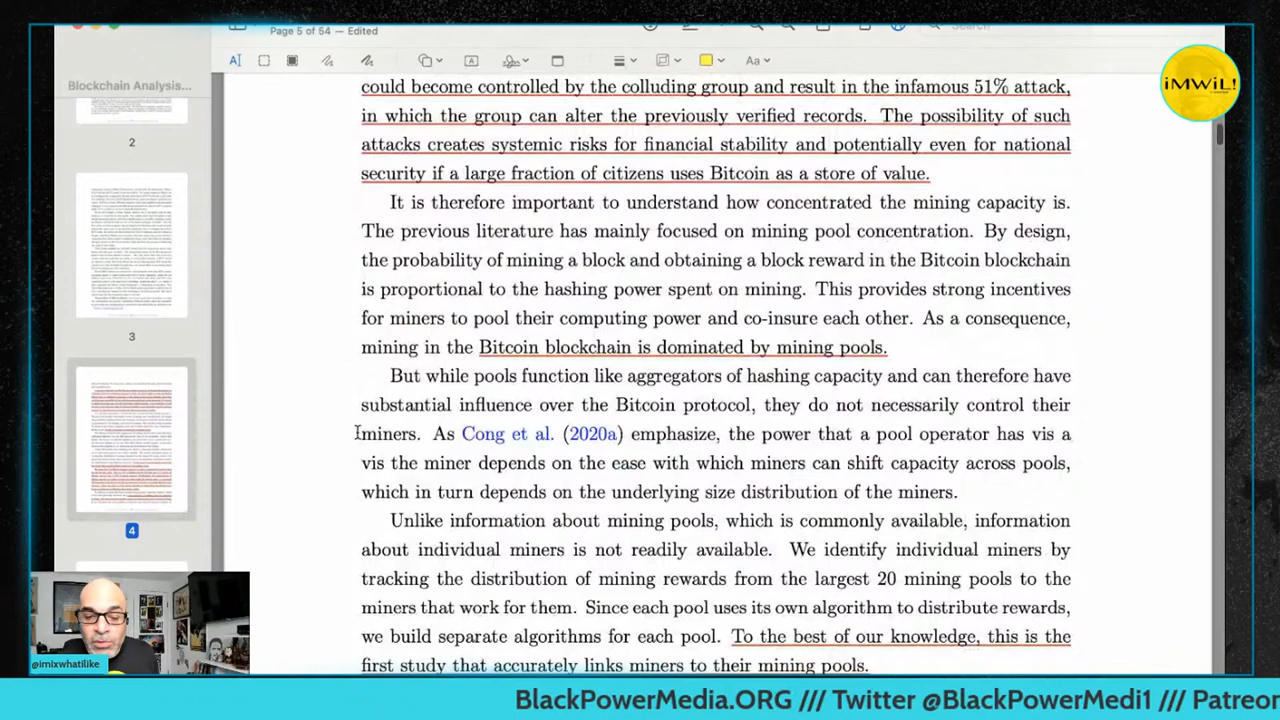 Page 5 of 54 — Edited
Search
Aa
iMWiL!
Blockchain Analysis...
2
3
4
could become controlled by the colluding group and result in the infamous 51% attack,
in which the group can alter the previously verified records. The possibility of such
attacks creates systemic risks for financial stability and potentially even for national
security if a large fraction of citizens uses Bitcoin as a store of value.
It is therefore important to understand how concentrated the mining capacity is.
The previous literature has mainly focused on mining pool concentration. By design,
the probability of mining a block and obtaining a block reward in the Bitcoin blockchain
is proportional to the hashing power spent on mining. This provides strong incentives
for miners to pool their computing power and co-insure each other. As a consequence,
mining in the Bitcoin blockchain is dominated by mining pools.
But while pools function like aggregators of hashing capacity and can therefore have
substantial influence over the Bitcoin protocol, they do not necessarily control their
miners. As Cong et al. (2020a) emphasize, the power that a pool operator has vis a
vis the miners depends on the ease with which miners can shift capacity across pools,
which in turn depends on the underlying size distribution of the miners.
Unlike information about mining pools, which is commonly available, information
about individual miners is not readily available. We identify individual miners by
tracking the distribution of mining rewards from the largest 20 mining pools to the
miners that work for them. Since each pool uses its own algorithm to distribute rewards,
we build separate algorithms for each pool. To the best of our knowledge, this is the
first study that accurately links miners to their mining pools.
@imixwhatilike
BlackPowerMedia.ORG /// Twitter @BlackPowerMedi1 /// Patreon